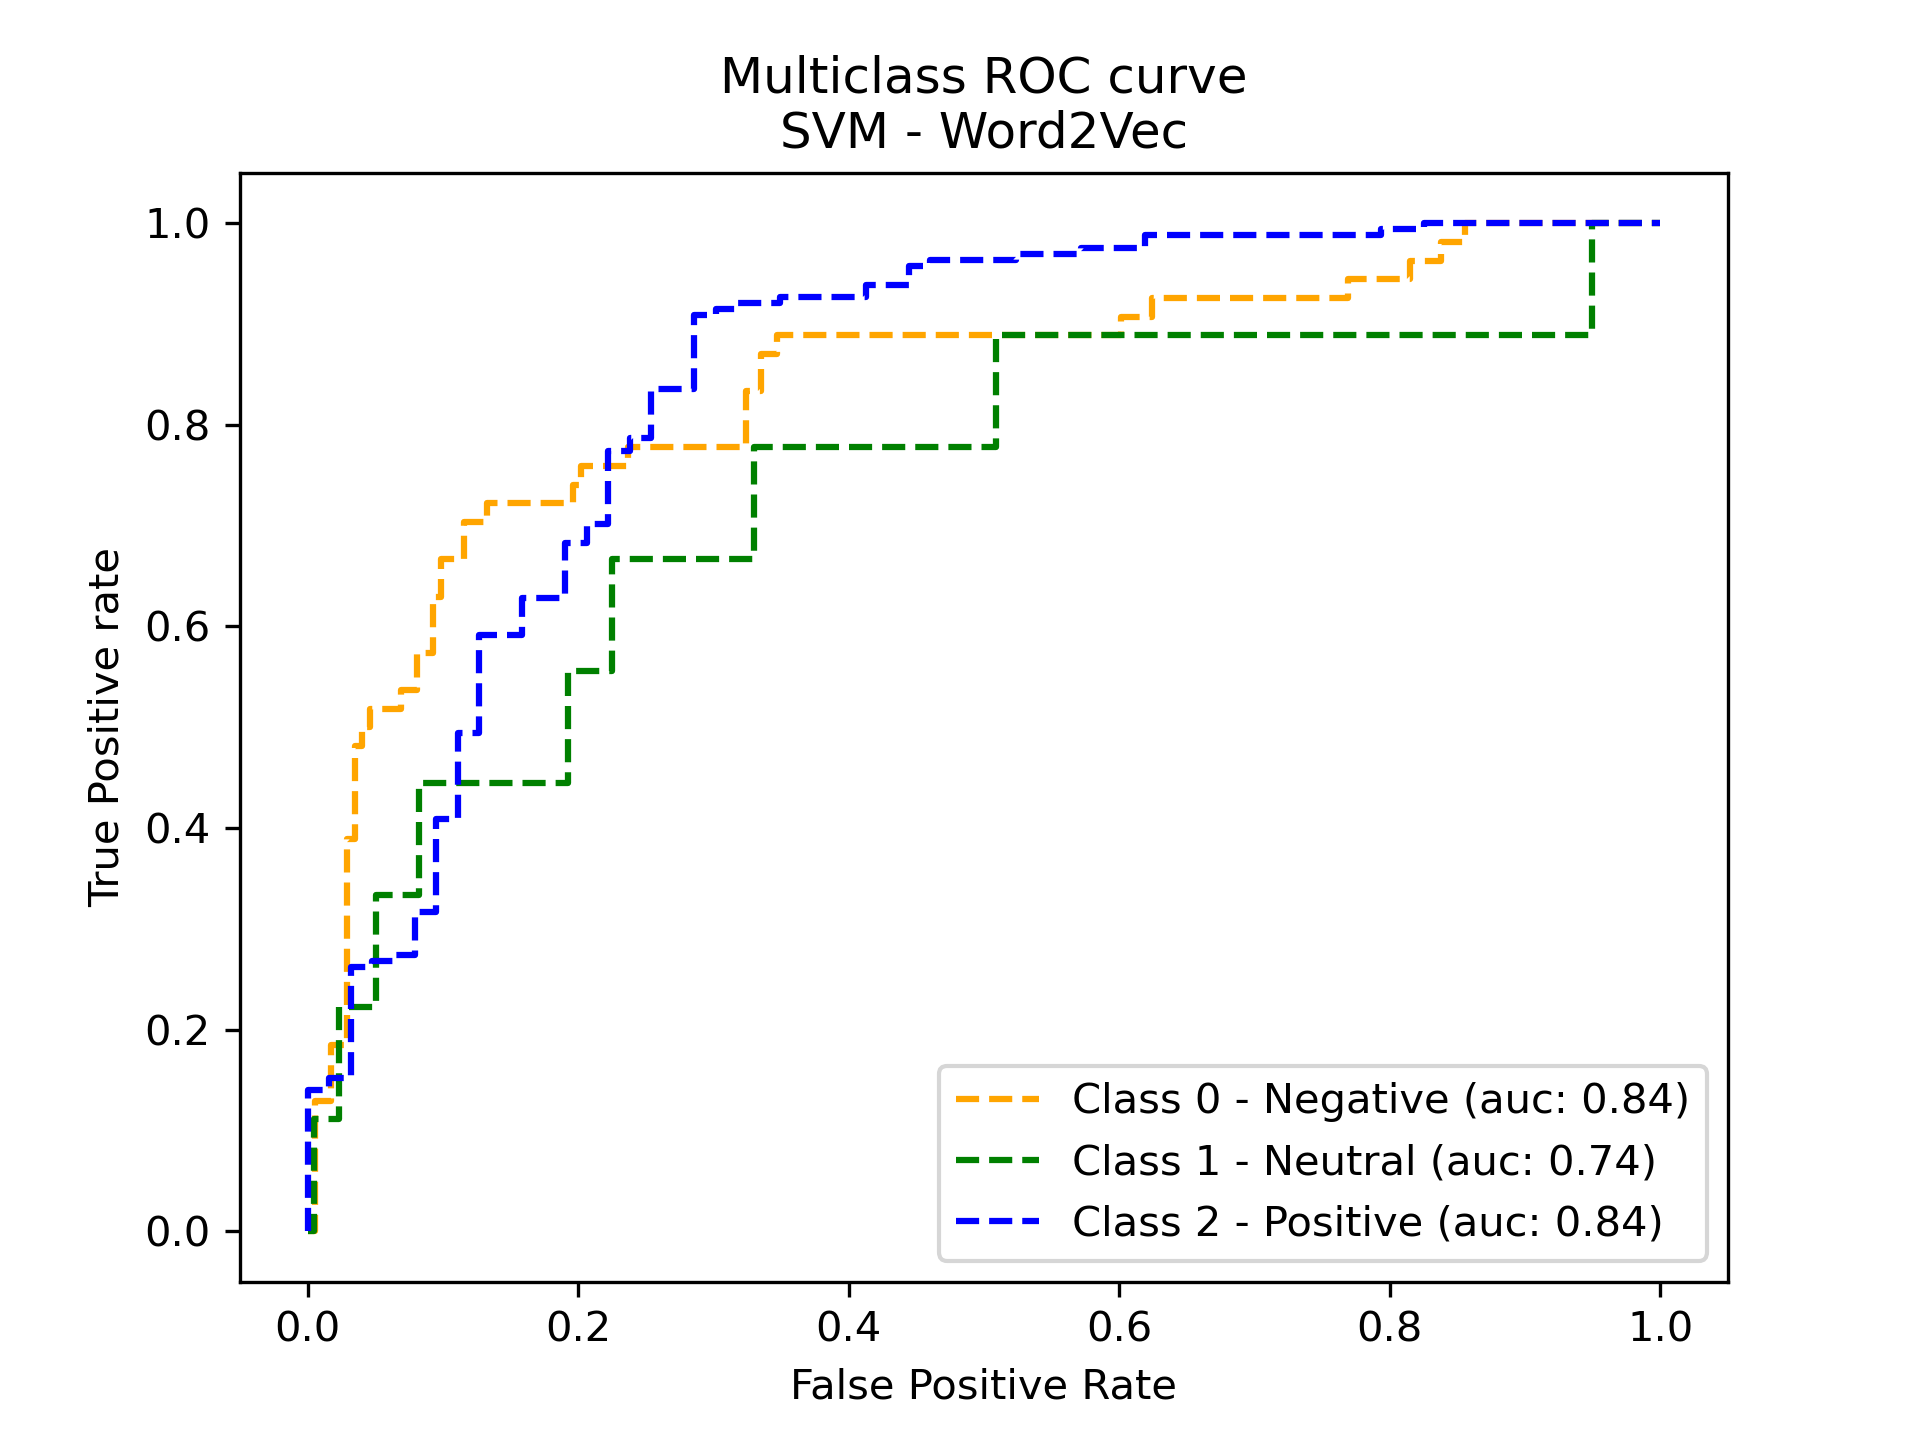 Multiclass ROC curve
SVM - Word2Vec
True Positive rate
1.0
0.8
0.6
0.4
0.2
0.0
Class 0 - Negative (auc: 0.84)
Class 1 - Neutral (auc: 0.74)
Class 2 - Positive (auc: 0.84)
0.0 0.2 0.4 0.6 0.8 1.0
False Positive Rate